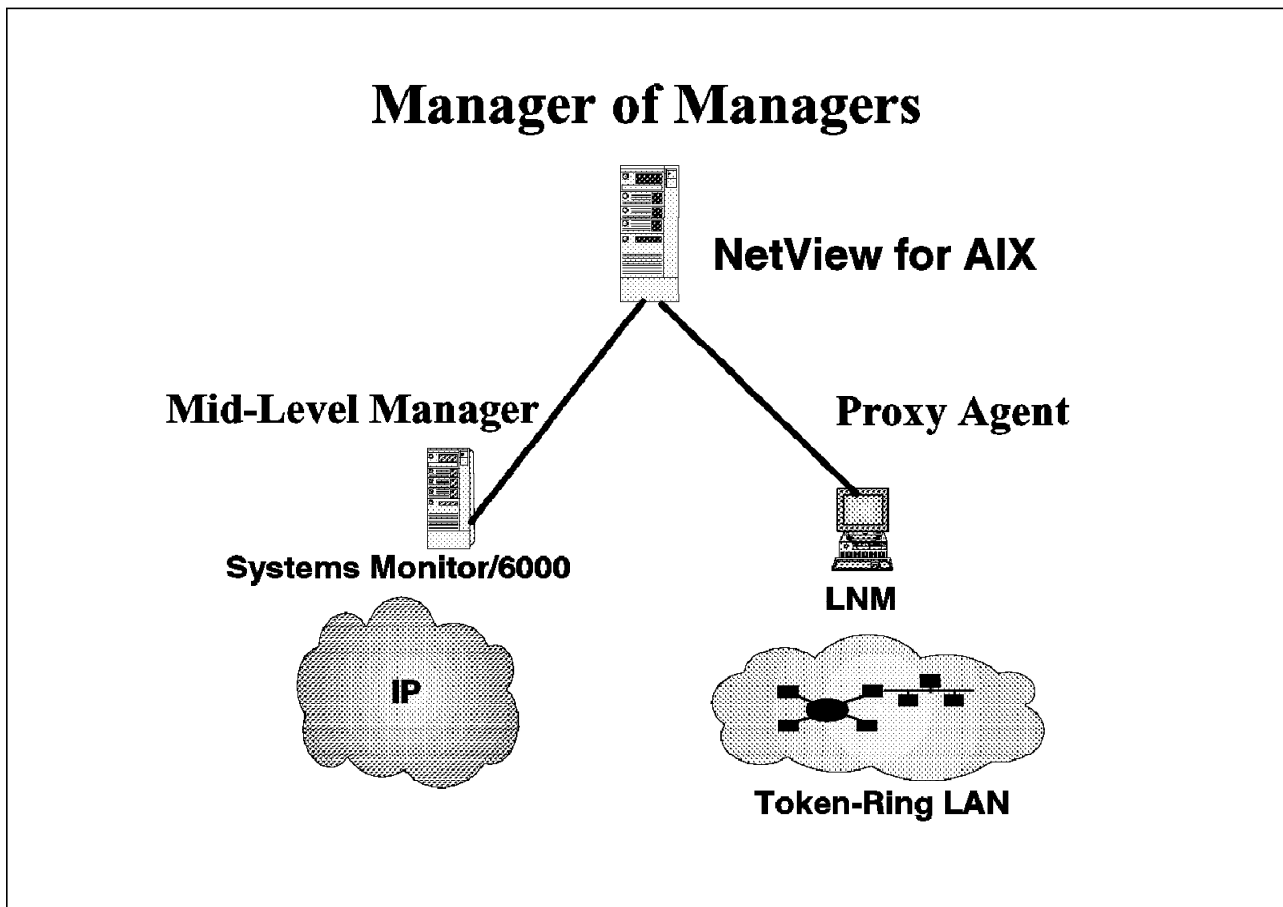 Manager of Managers
NetView for AIX
Mid-Level Manager
Proxy Agent
Systems Monitor/6000
LNM
IP
Token-Ring LAN